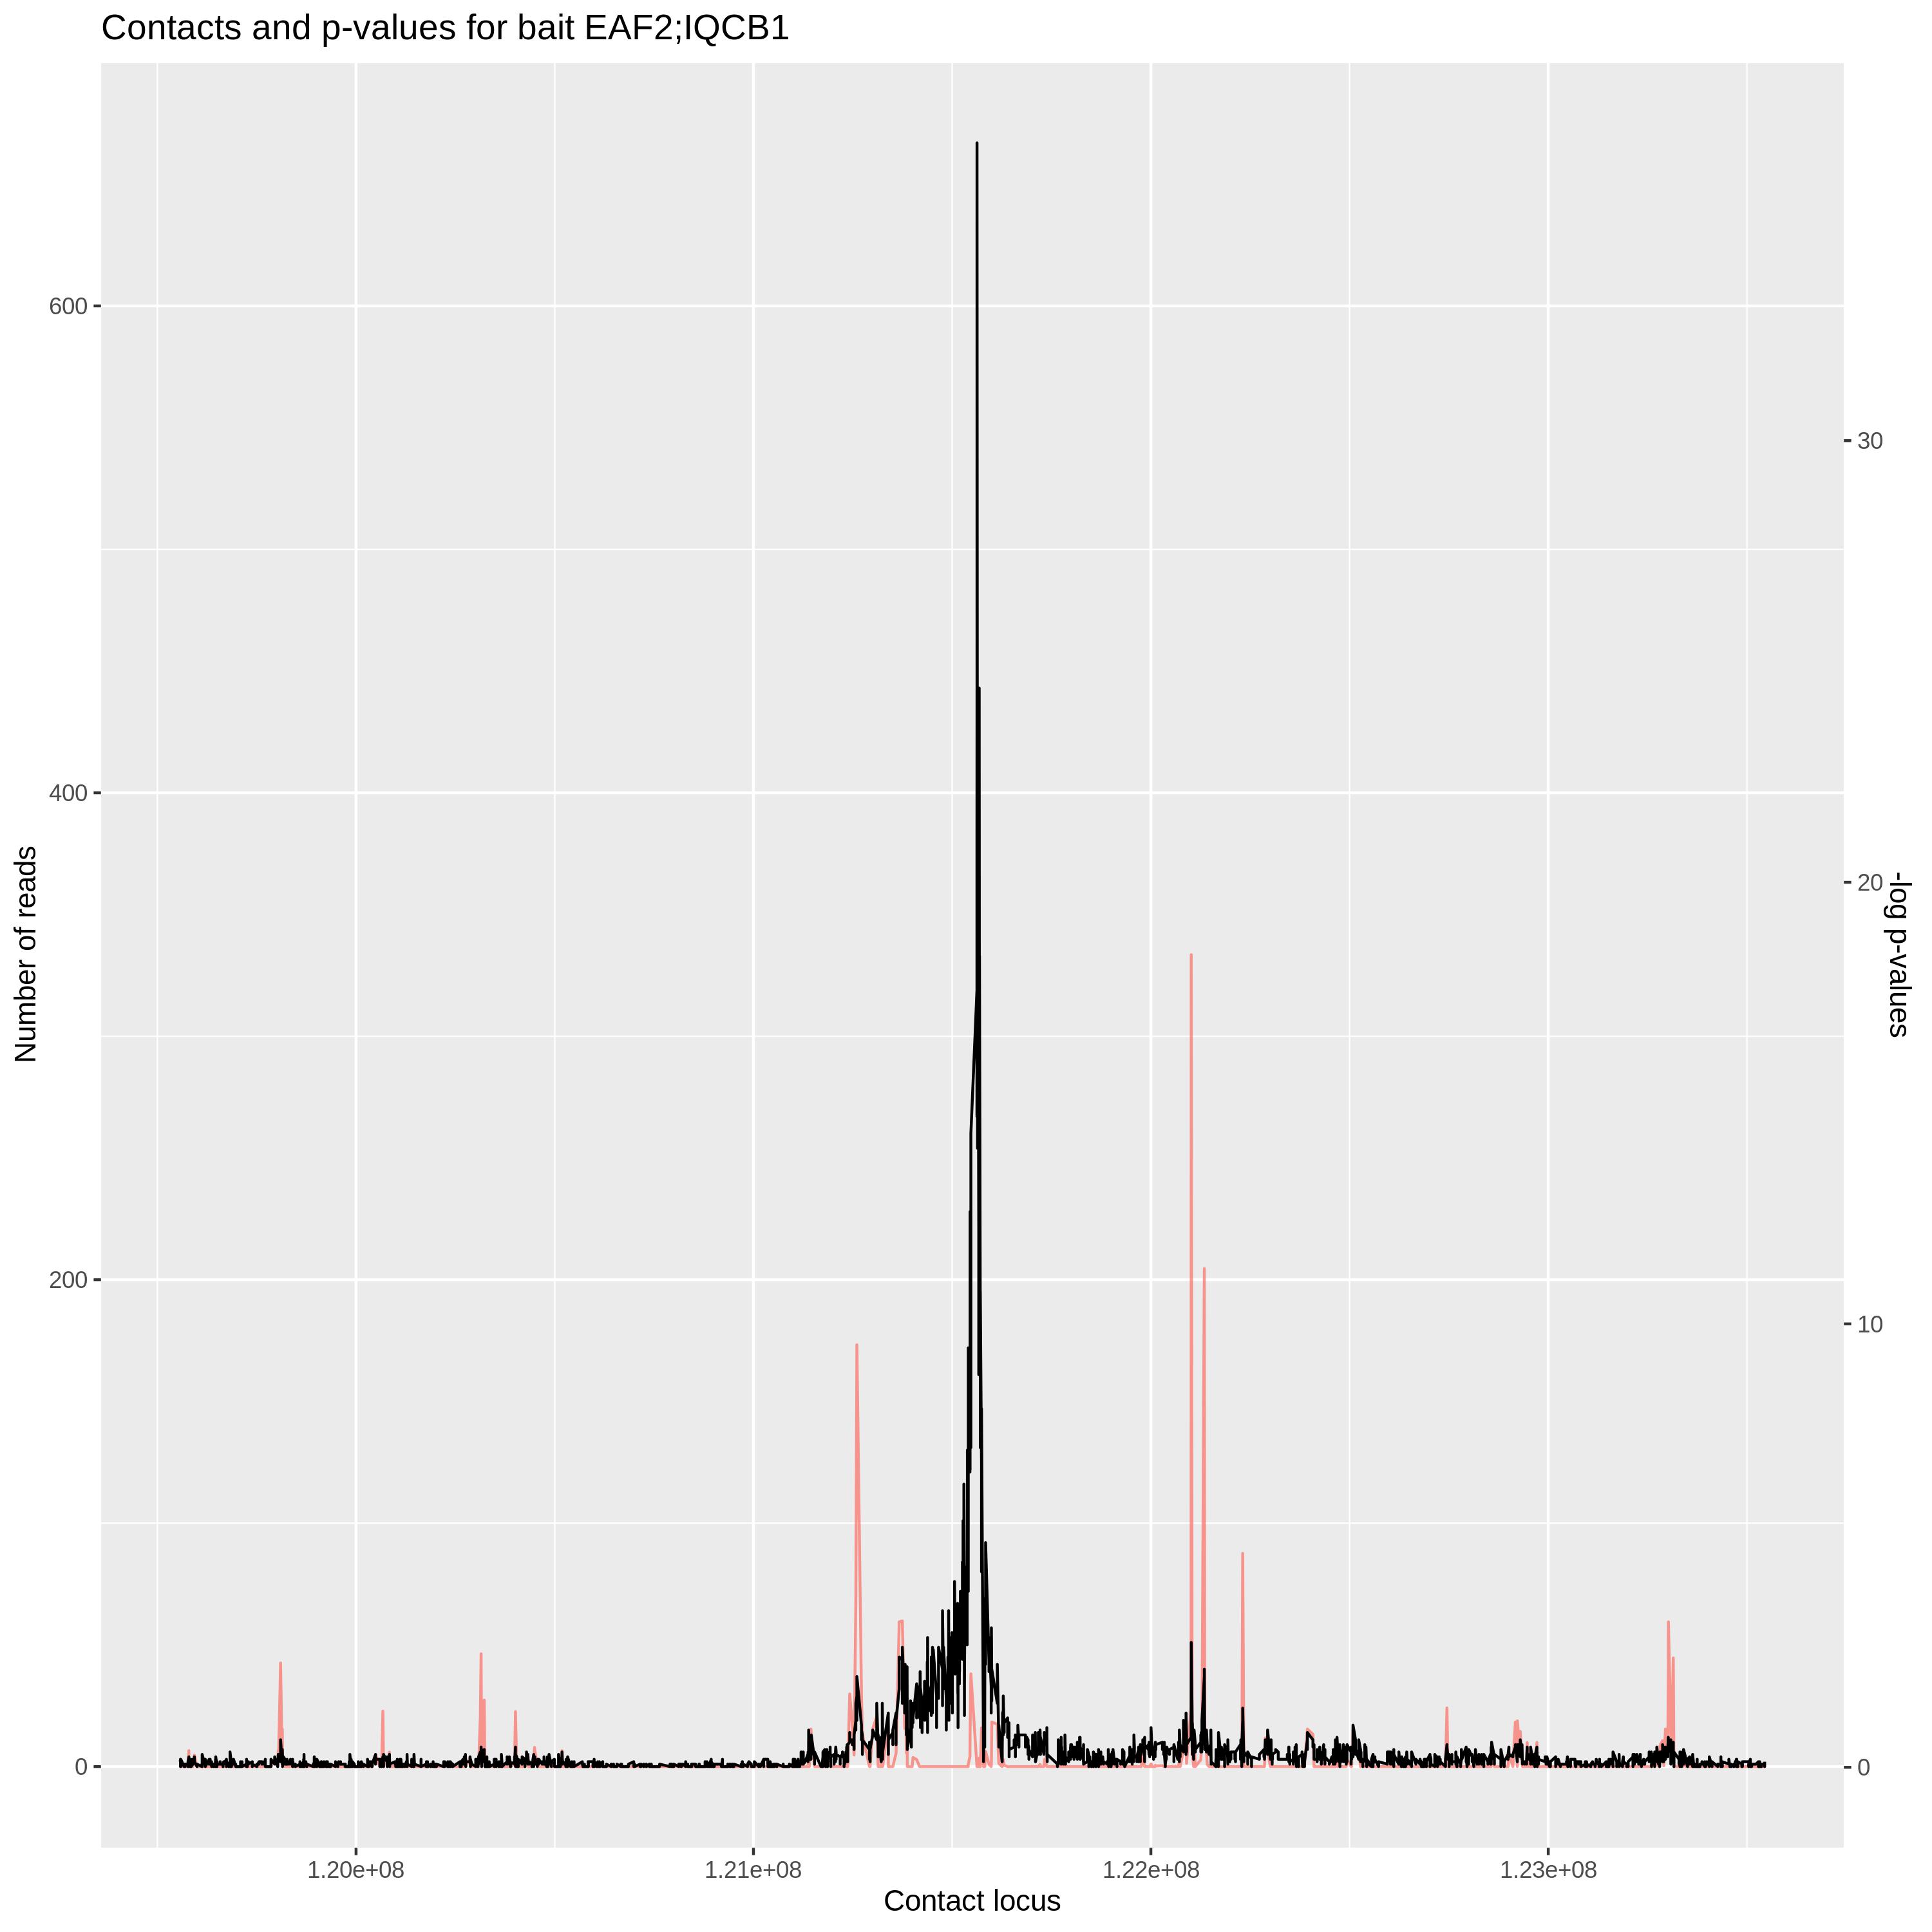 Contacts and p-values for bait EAF2;IQCB1
600
400
200
0
30
20
10
0
Number of reads
-log p-values
1.20e+08
1.21e+08
1.22e+08
1.23e+08
Contact locus